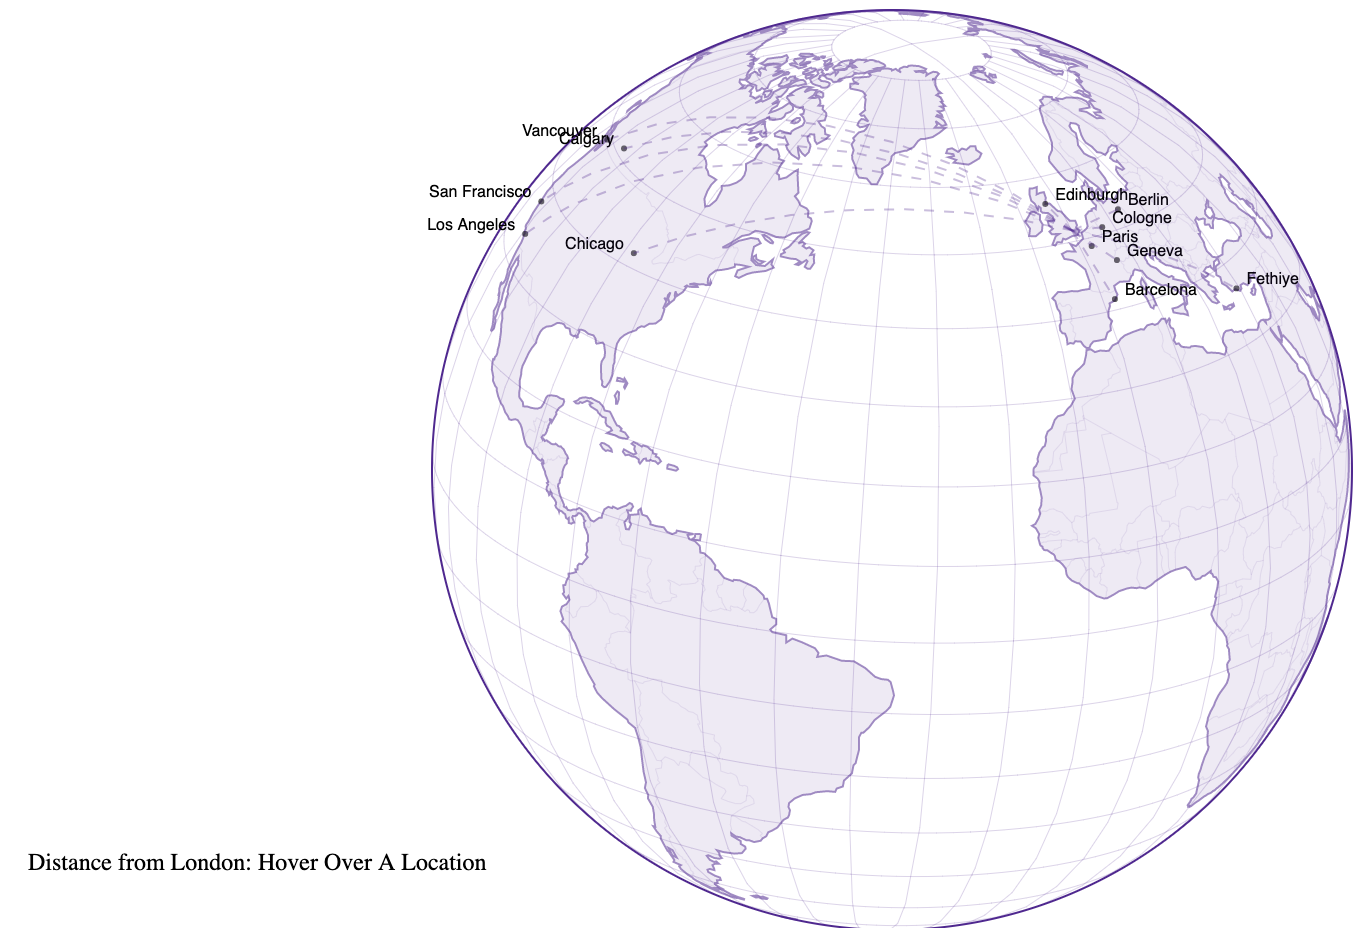 Vancouver
Calgary
San Francisco
Los Angeles
Chicago
Edinburgh
Berlin
Cologne
Paris
Geneva
Fethiye
Barcelona
Distance from London: Hover Over A Location